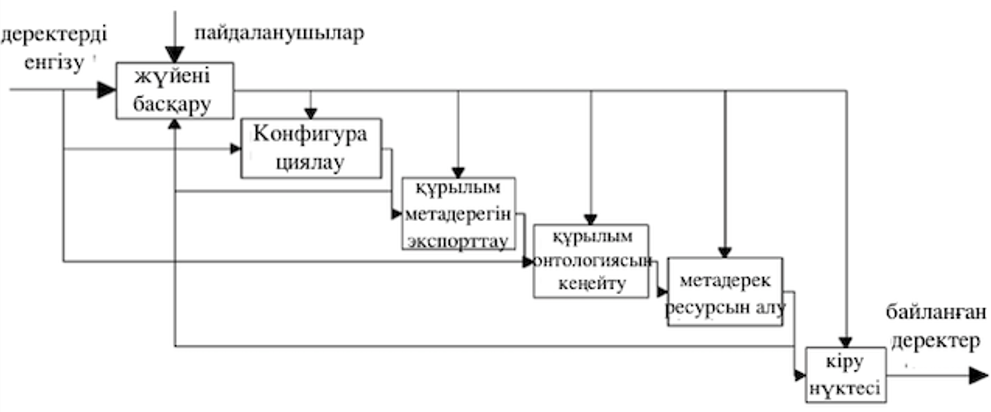 деректерді
енгізу
пайдаланушылар
жүйені
басқару
Конфигура
циялау
құрылым
метадерегін
экспорттау
құрылым
онтологиясын
кеңейту
метадерек
ресурсын алу
байланған
деректер
кіру
нүктесі